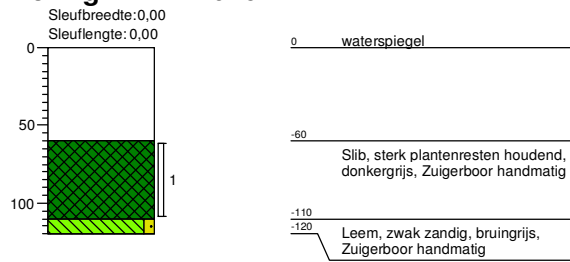 Sleufbreedte: 0,00
Sleuflengte: 0,00
0
50
100
1
0 waterspiegel
-60
Slib, sterk plantenresten houdend,
donkergrijs, Zuigerboor handmatig
-110
-120
Leem, zwak zandig, bruingrijs,
Zuigerboor handmatig